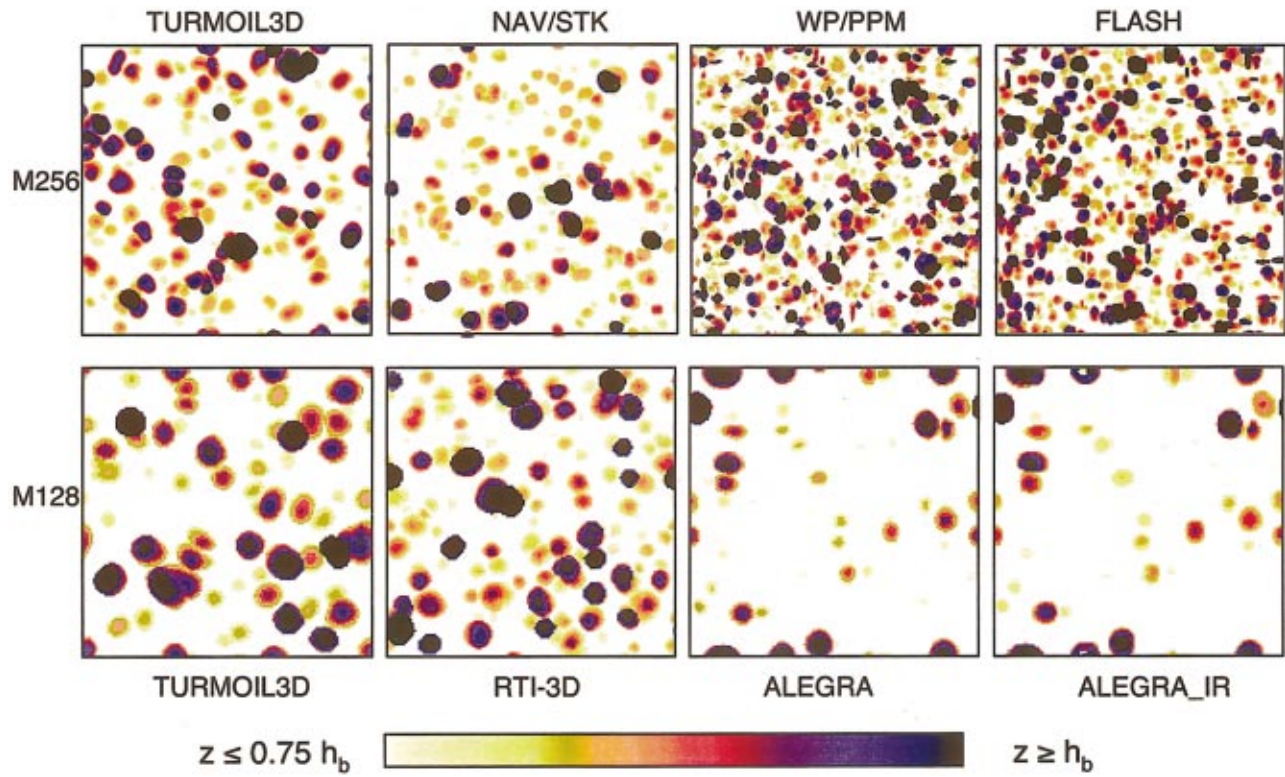 TURMOIL3D NAV/STK WP/PPM FLASH
M256
M128
TURMOIL3D RTI-3D ALEGRA ALEGRA_IR
z ≤ 0.75 h_b z ≥ h_b